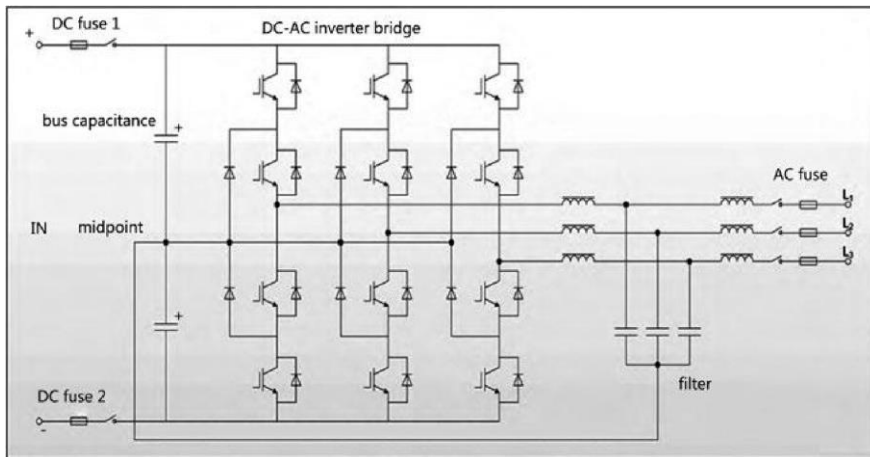 DC fuse 1
DC-AC inverter bridge
+
+
bus capacitance
AC fuse
L1
IN
midpoint
L2
L3
+
filter
DC fuse 2
-